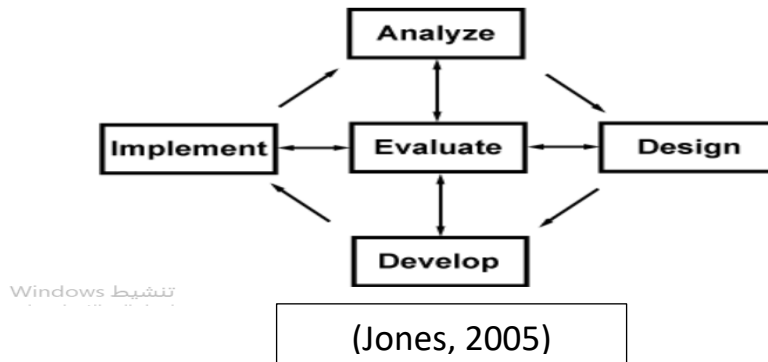 Analyze
Implement
Evaluate
Design
Develop
تنشيط Windows
(Jones, 2005)